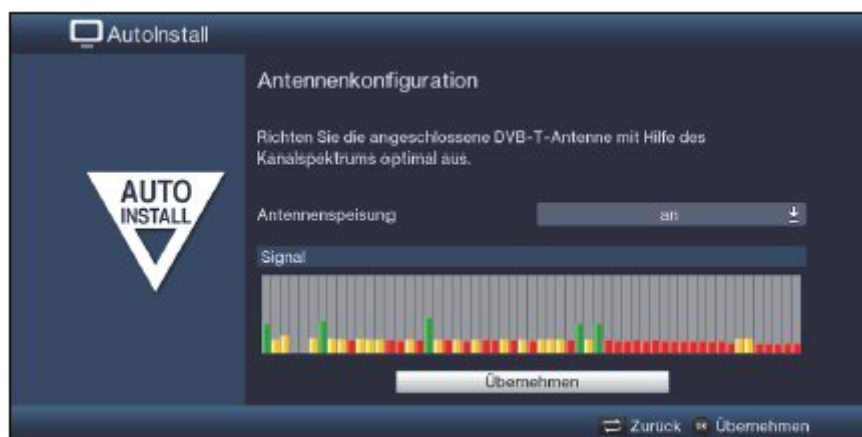 AutoInstall
Antennenkonfiguration
Richten Sie die angeschlossene DVB-T-Antenne mit Hilfe des
Kanalspektrums optimal aus.
AUTO
INSTALL
Antennenspeisung an
Signal
Übernehmen
Zurück OK Übernehmen